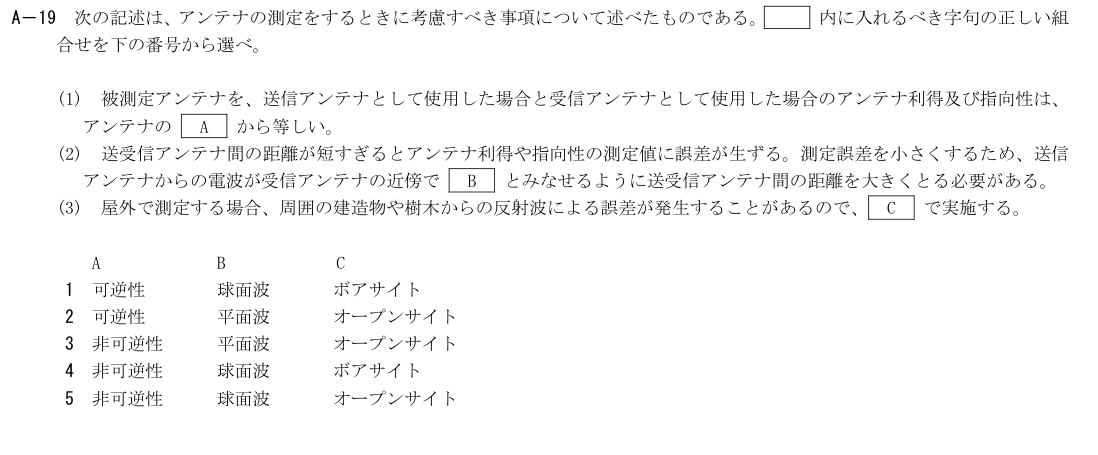 A－19　次の記述は、アンテナの測定をするときに考慮すべき事項について述べたものである。　　　内に入れるべき字句の正しい組
合せを下の番号から選べ。
(1)　被測定アンテナを、送信アンテナとして使用した場合と受信アンテナとして使用した場合のアンテナ利得及び指向性は、
アンテナの　A　から等しい。
(2)　送受信アンテナ間の距離が短すぎるとアンテナ利得や指向性の測定値に誤差が生ずる。測定誤差を小さくするため、送信
アンテナからの電波が受信アンテナの近傍で　B　とみなせるように送受信アンテナ間の距離を大きくとる必要がある。
(3)　屋外で測定する場合、周囲の建造物や樹木からの反射波による誤差が発生することがあるので、　C　で実施する。
A　B　C
1　可逆性　球面波　ボアサイト
2　可逆性　平面波　オープンサイト
3　非可逆性　平面波　オープンサイト
4　非可逆性　球面波　ボアサイト
5　非可逆性　球面波　オープンサイト